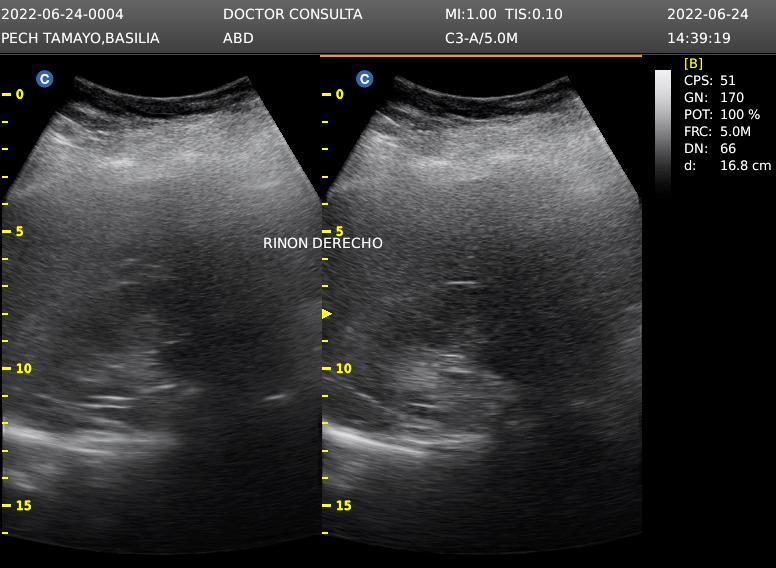 2022-06-24-0004 DOCTOR CONSULTA MI:1.00 TIS:0.10 2022-06-24
PECH TAMAYO,BASILIA ABD C3-A/5.0M 14:39:19
C C [B]
0 0 CPS: 51
GN: 170
POT: 100 %
FRC: 5.0M
DN: 66
d: 16.8 cm
5 5
RINON DERECHO
10 10
15 15